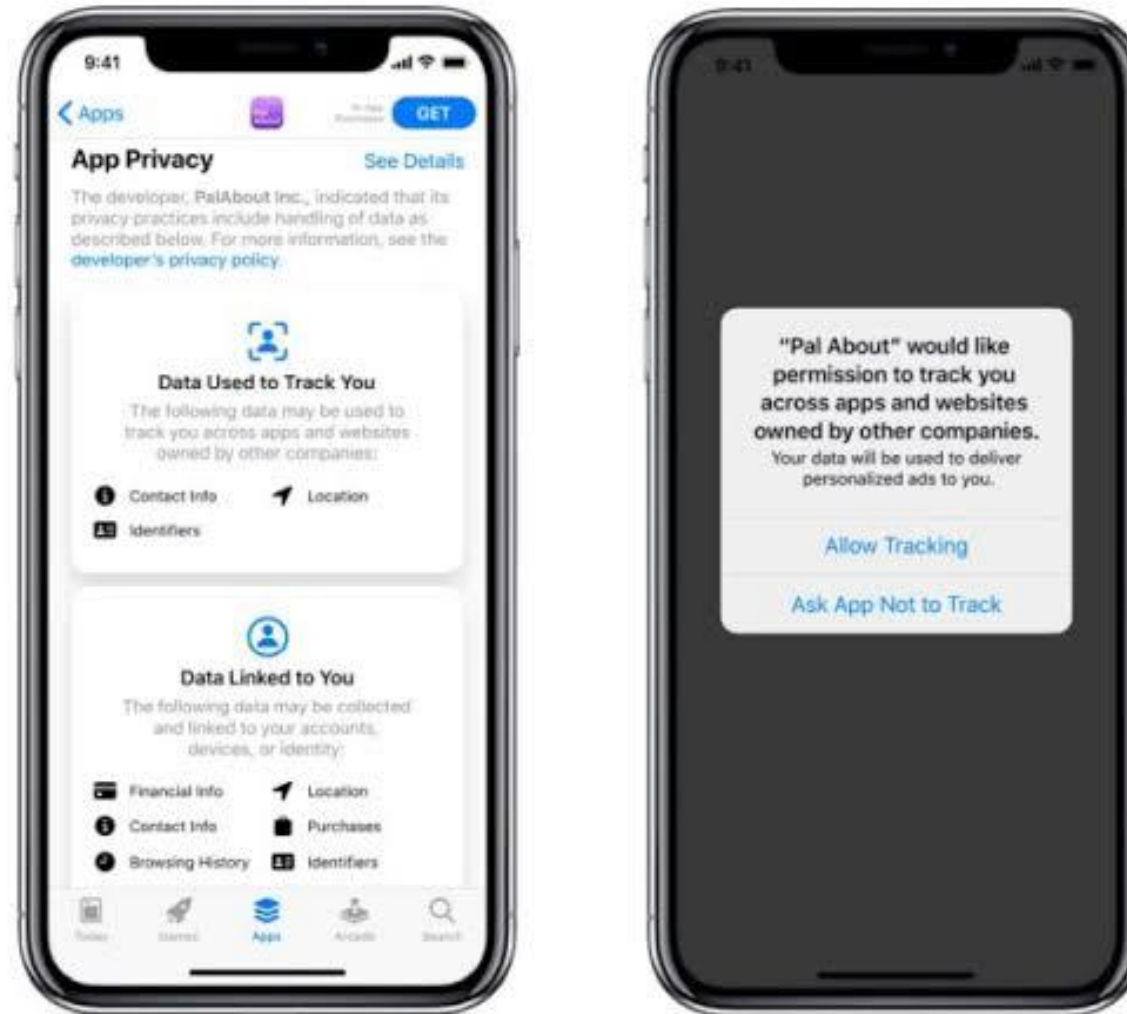 9:41
Apps
GET
App Privacy
See Details
The developer, PalAbout Inc., indicated that its
privacy practices include handling of data as
described below. For more information, see the
developer's privacy policy.
Data Used to Track You
The following data may be used to
track you across apps and websites
owned by other companies:
Contact Info
Location
Identifiers
Data Linked to You
The following data may be collected
and linked to your accounts,
devices, or identity:
Financial Info
Location
Contact Info
Purchases
Browsing History
Identifiers
Today
Games
Apps
Arcade
Search
9:41
"Pal About" would like
permission to track you
across apps and websites
owned by other companies.
Your data will be used to deliver
personalized ads to you.
Allow Tracking
Ask App Not to Track